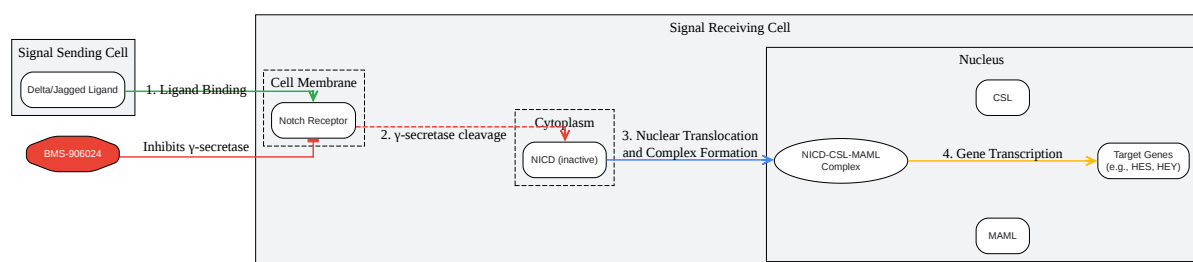 Signal Receiving Cell
Signal Sending Cell
Delta/Jagged Ligand
1. Ligand Binding
Cell Membrane
Notch Receptor
BMS-906024
Inhibits γ-secretase
2. γ-secretase cleavage
Cytoplasm
NICD (inactive)
3. Nuclear Translocation
and Complex Formation
Nucleus
CSL
NICD-CSL-MAML
Complex
4. Gene Transcription
Target Genes
(e.g., HES, HEY)
MAML